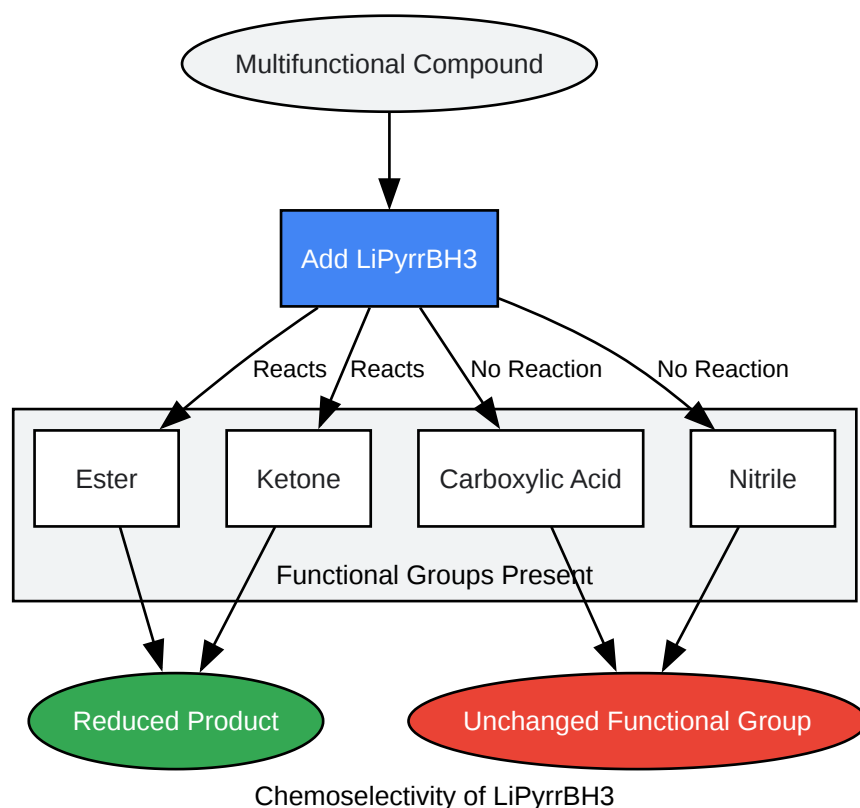 Multifunctional Compound
Add LiPyrrBH3
Reacts
Reacts
No Reaction
No Reaction
Ester
Ketone
Carboxylic Acid
Nitrile
Functional Groups Present
Reduced Product
Unchanged Functional Group
Chemoselectivity of LiPyrrBH3